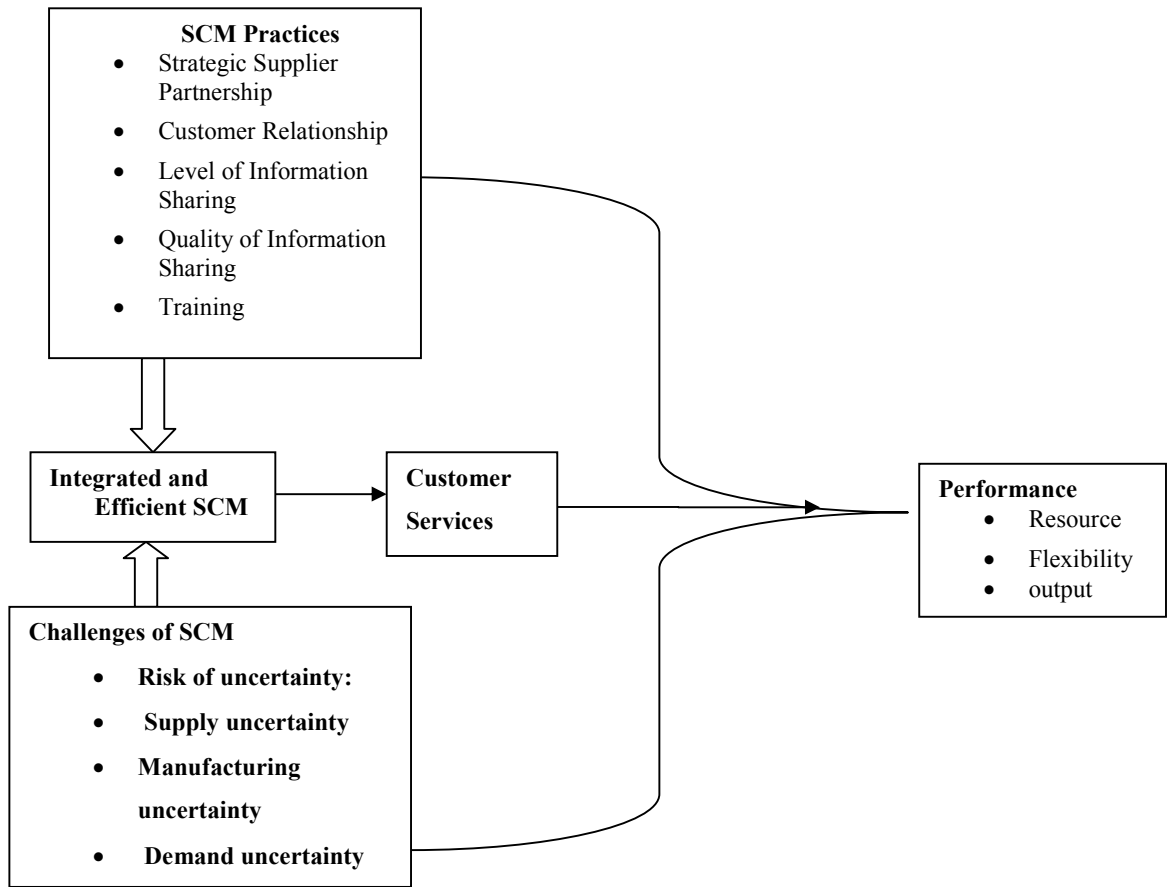 SCM Practices
• Strategic Supplier
Partnership
• Customer Relationship
• Level of Information
Sharing
• Quality of Information
Sharing
• Training
Integrated and
Efficient SCM
Customer
Services
Performance
• Resource
• Flexibility
• output
Challenges of SCM
• Risk of uncertainty:
• Supply uncertainty
• Manufacturing
uncertainty
• Demand uncertainty